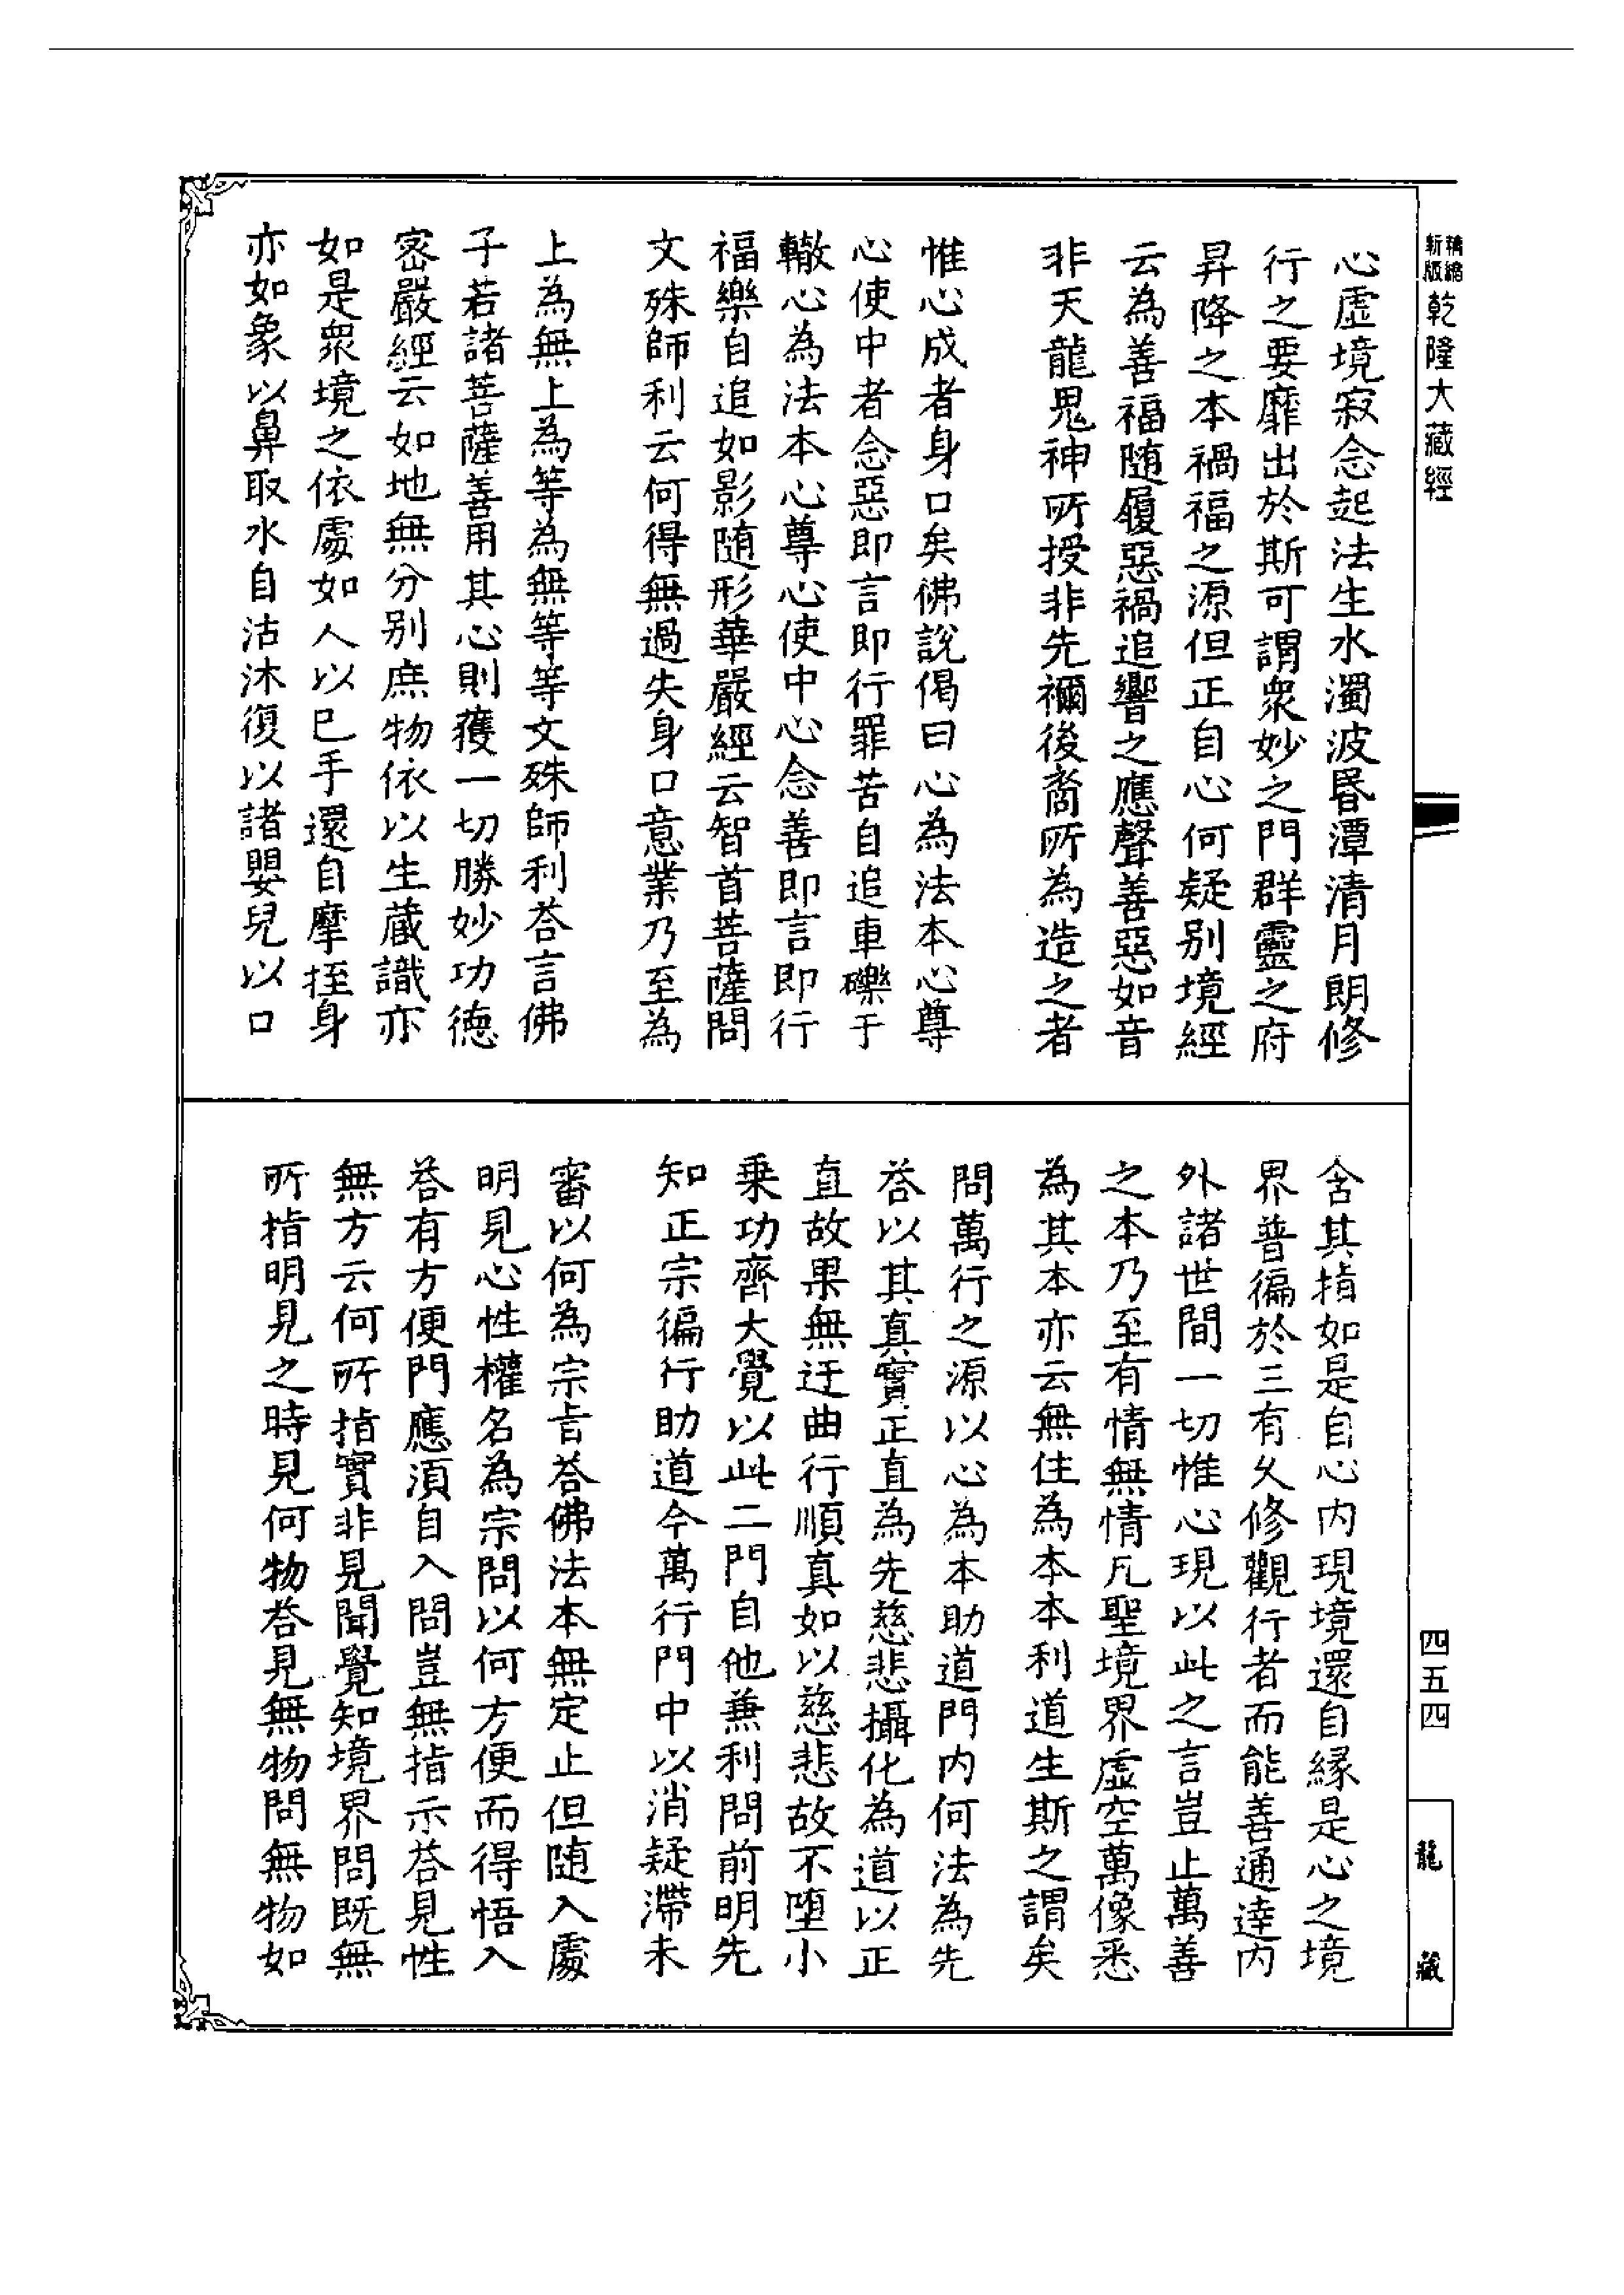 精縮新版 乾隆大藏經
心虛境寂念起法生水濁波昏潭清月朗修
行之要靡出於斯可謂衆妙之門群靈之府
昇降之本禍福之源但正自心何疑别境經
云為善福随履惡禍追響之應聲善惡如音
非天龍鬼神所授非先禰後裔所為造之者
惟心成者身口矣佛說偈曰心為法本心尊
心使中者念惡即言即行罪苦自追車礫于
轍心為法本心尊心使中心念善即言即行
福樂自追如影随形華嚴經云智首菩薩問
文殊師利云何得無過失身口意業乃至為
上為無上為等為無等等文殊師利荅言佛
子若諸菩薩善用其心則獲一切勝妙功德
密嚴經云如地無分别庶物依以生藏識亦
如是衆境之依處如人以已手還自摩挃身
亦如象以鼻取水自沾沐復以諸嬰兒以口
含其指如是自心内現境還自縁是心之境
界普徧於三有久修觀行者而能善通達内
外諸世間一切惟心現以此之言豈止萬善
之本乃至有情無情凡聖境界虛空萬像悉
為其本亦云無住為本本利道生斯之謂矣
問萬行之源以心為本助道門内何法為先
荅以其真實正直為先慈悲攝化為道以正
直故果無迂曲行順真如以慈悲故不墮小
乗功齊大覺以此二門自他兼利問前明先
知正宗徧行助道今萬行門中以消疑滯未
審以何為宗旨荅佛法本無定止但随入處
明見心性權名為宗問以何方便而得悟入
荅有方便門應湏自入問豈無指示荅見性
無方云何所指實非見聞覺知境界問既無
所指明見之時見何物荅見無物問無物如
四五四
龍藏